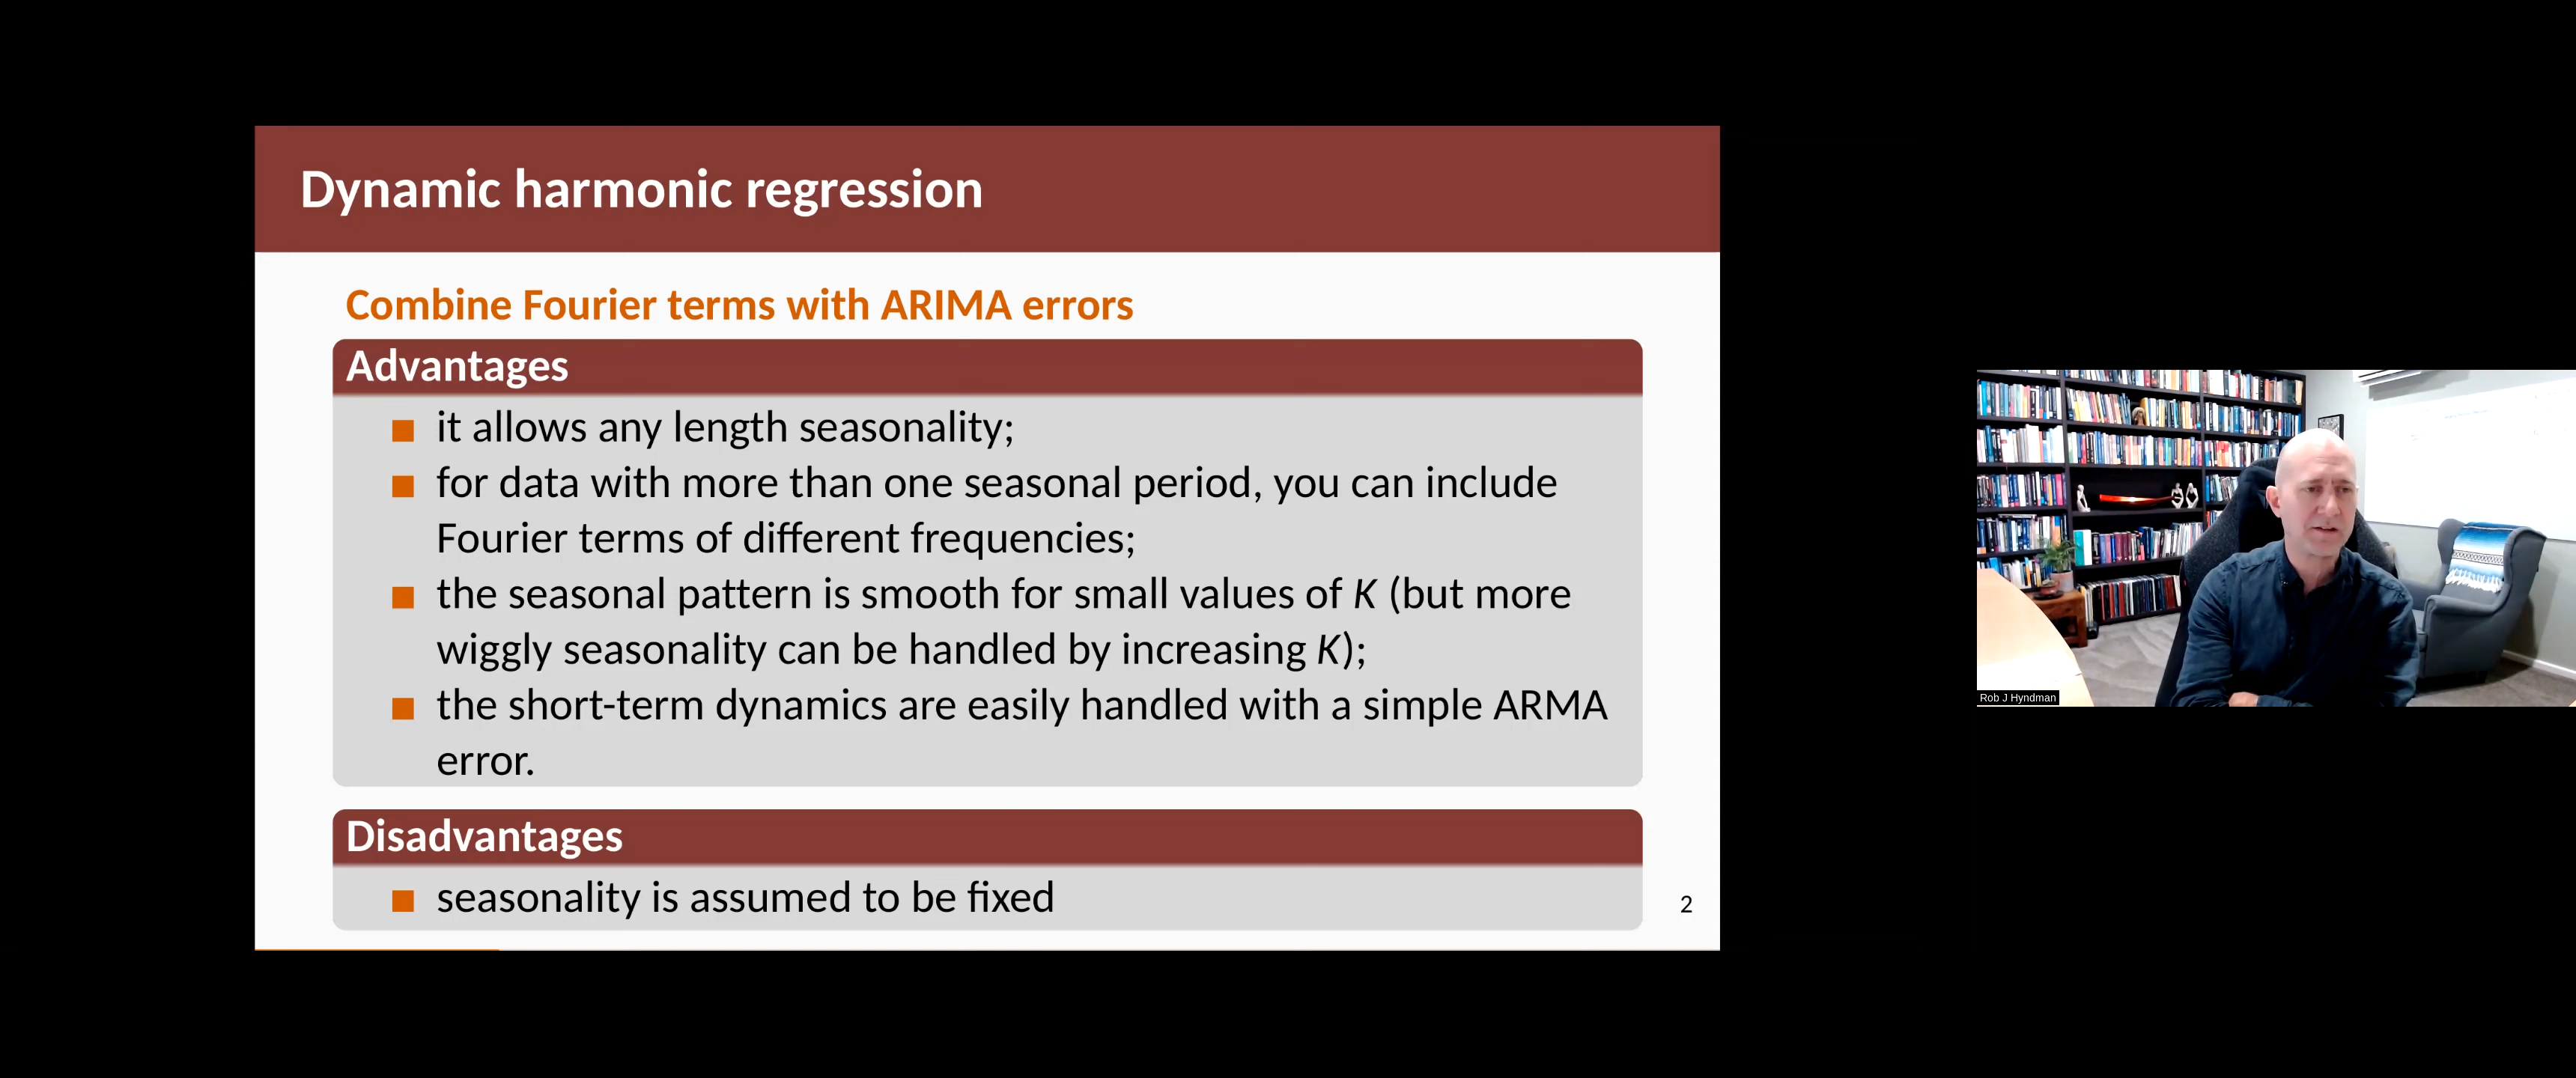 Dynamic harmonic regression
Combine Fourier terms with ARIMA errors
Advantages
■ it allows any length seasonality;
■ for data with more than one seasonal period, you can include
Fourier terms of different frequencies;
■ the seasonal pattern is smooth for small values of K (but more
wiggly seasonality can be handled by increasing K);
■ the short-term dynamics are easily handled with a simple ARMA
error.
Disadvantages
■ seasonality is assumed to be fixed
2
Rob J Hyndman